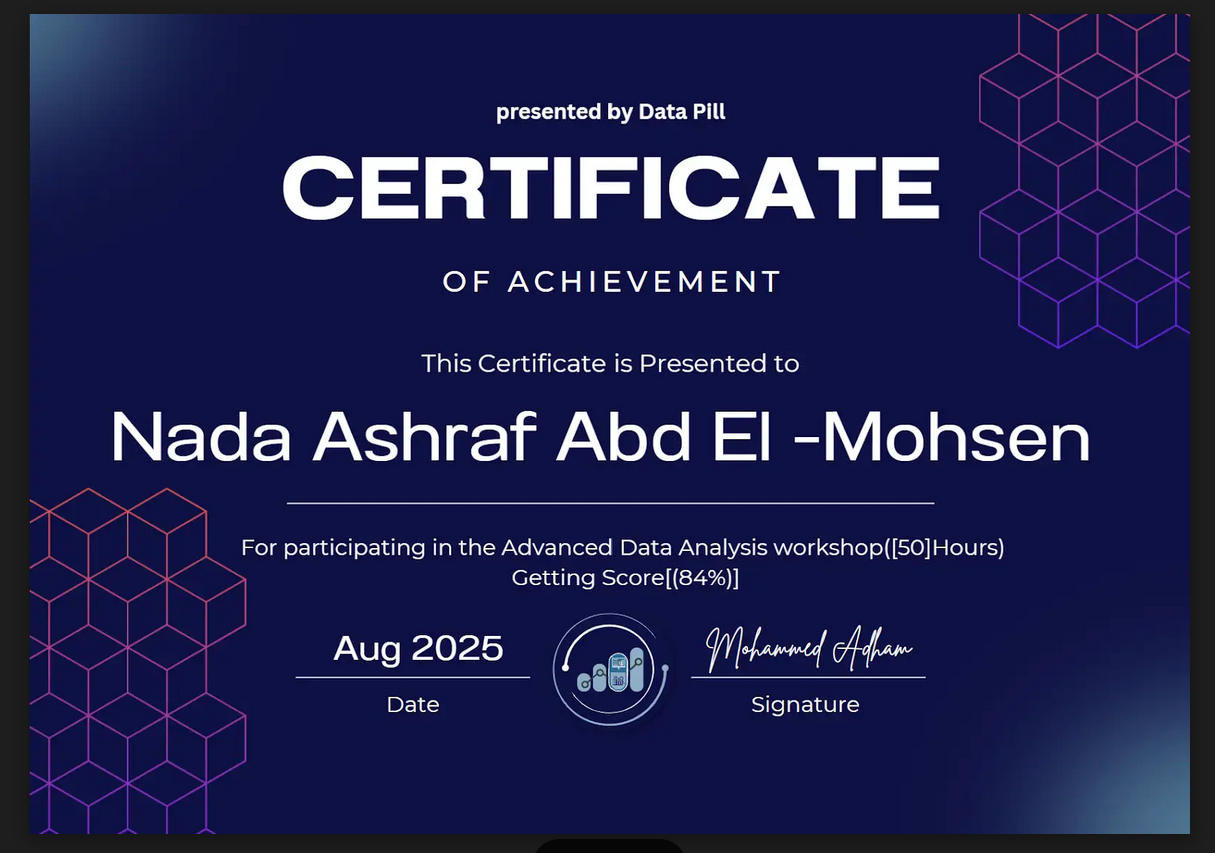 presented by Data Pill
CERTIFICATE
OF ACHIEVEMENT
This Certificate is Presented to
Nada Ashraf Abd El -Mohsen
For participating in the Advanced Data Analysis workshop([50]Hours)
Getting Score[(84%)]
Aug 2025
Mohammed Adham
Date
Signature